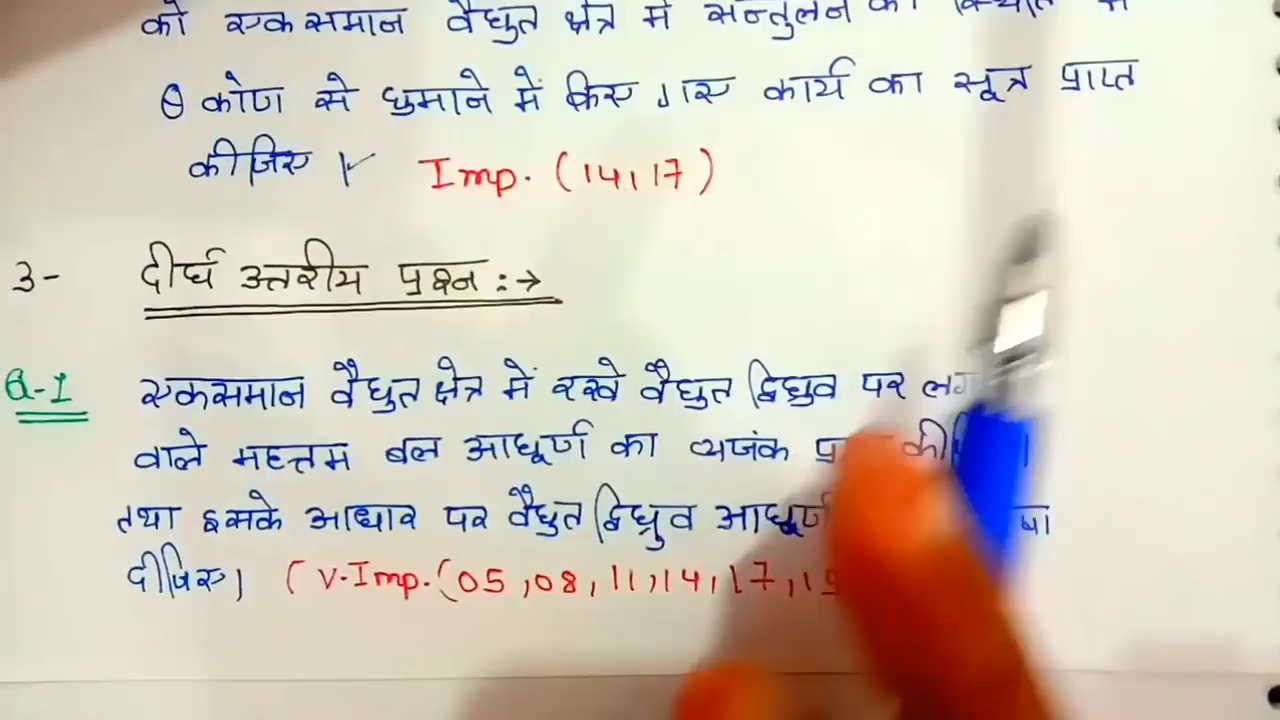 को एकसमान वैद्युत क्षेत्र में सन्तुलन की स्थिति में
θ कोण से घुमाने में किए गए कार्य का सूत्र प्राप्त
कीजिए । Imp. (14,17)
3- दीर्घ उत्तरीय प्रश्न :→
Q-1 एकसमान वैद्युत क्षेत्र में रखे वैद्युत द्विध्रुव पर
वाले महत्तम बल आघूर्ण का व्यजंक
तथा इसके आधार पर वैद्युत द्विध्रुव आघूर्ण
दीजिए। (V.Imp.(05,08,11,14,17,